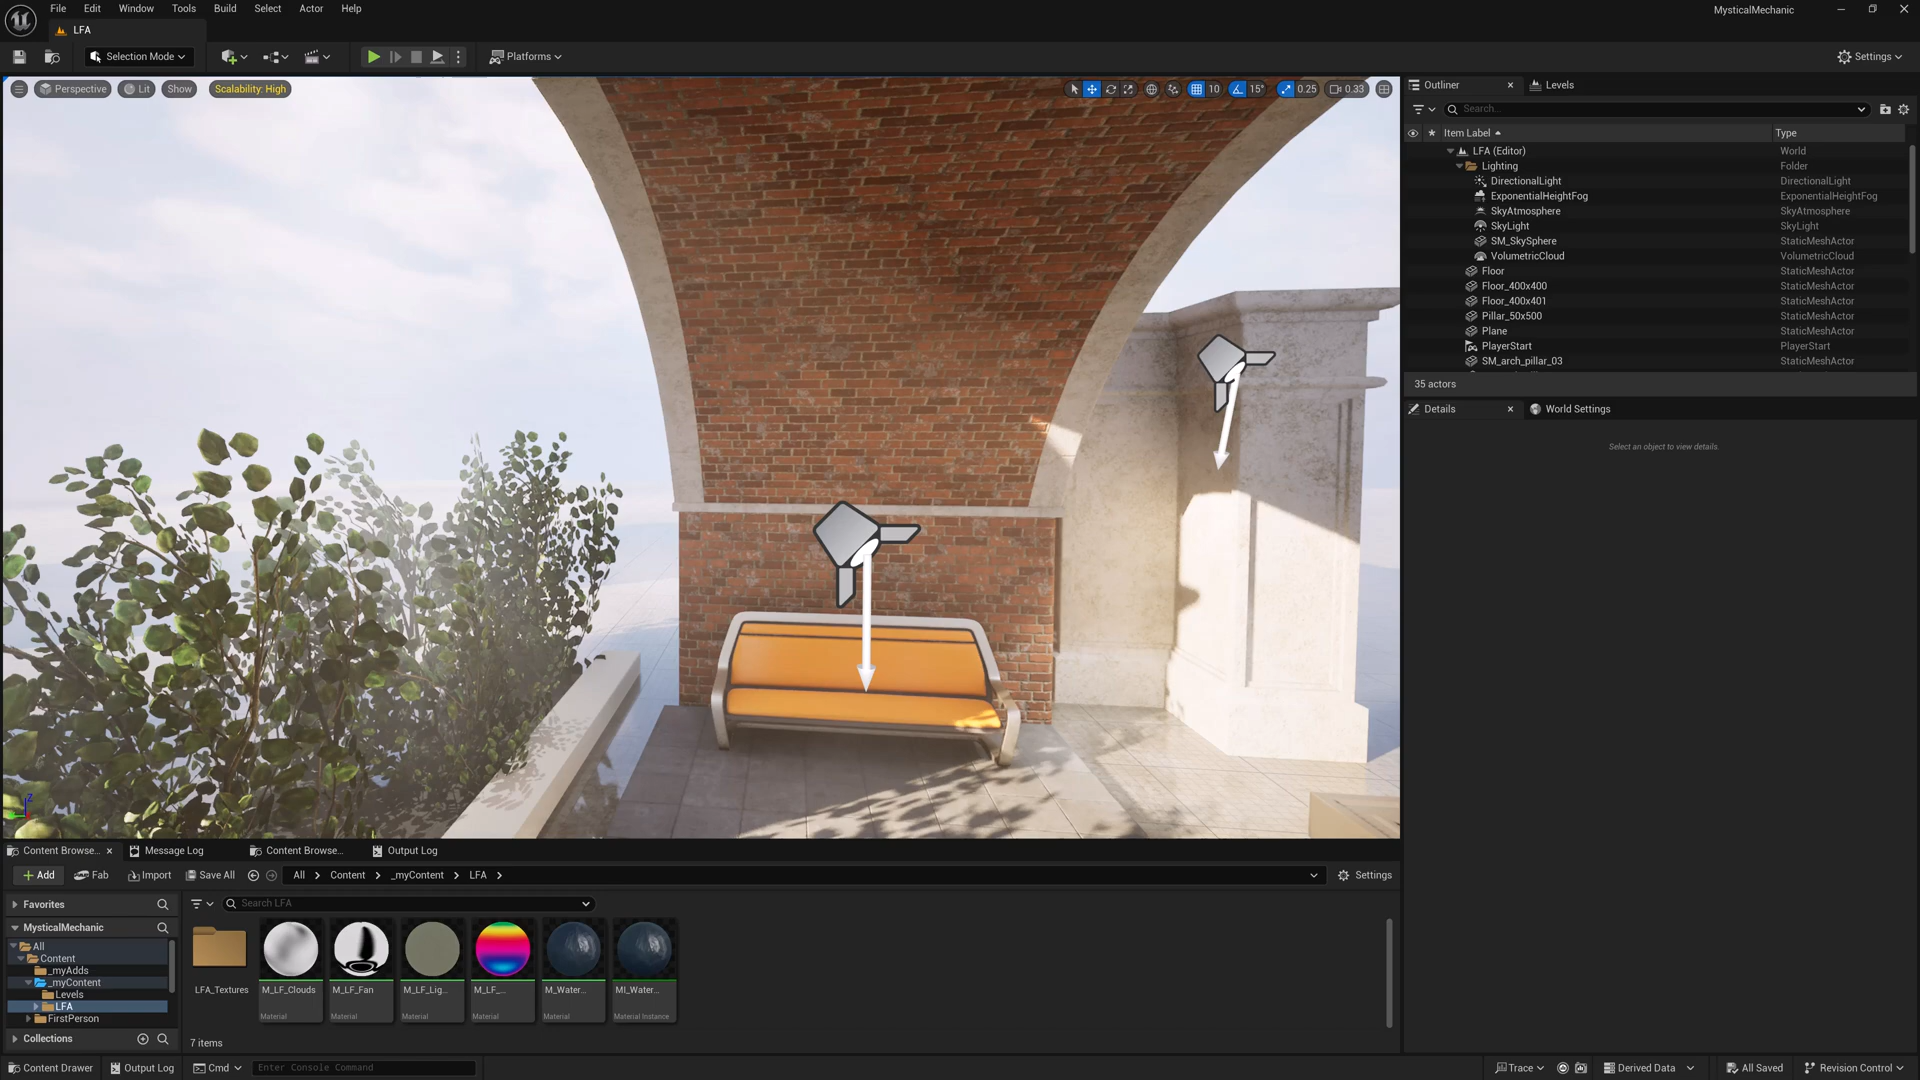 File Edit Window Tools Build Select Actor Help
MysticalMechanic
LFA
Selection Mode
Platforms
Settings
Perspective Lit Show Scalability: High
10 15° 0.25 0.33
Outliner Levels
Search...
Item Label Type
LFA (Editor) World
Lighting Folder
DirectionalLight DirectionalLight
ExponentialHeightFog ExponentialHeightFog
SkyAtmosphere SkyAtmosphere
SkyLight SkyLight
SM_SkySphere StaticMeshActor
VolumetricCloud VolumetricCloud
Floor StaticMeshActor
Floor_400x400 StaticMeshActor
Floor_400x401 StaticMeshActor
Pillar_50x500 StaticMeshActor
Plane StaticMeshActor
PlayerStart PlayerStart
SM_arch_pillar_03 StaticMeshActor
35 actors
Details World Settings
Select an object to view details.
Z
Content Browse... Message Log Content Browse... Output Log
Add Fab Import Save All All Content _myContent LFA Settings
Favorites
Search LFA
MysticalMechanic
All
Content
_myAdds
_myContent
Levels
LFA
FirstPerson
Collections
LFA_Textures M_LF_Clouds M_LF_Fan M_LF_Lig... M_LF_... M_Water... MI_Water...
Material Material Material Material Material Material Instance
7 items
Content Drawer Output Log Cmd Enter Console Command Trace Derived Data All Saved Revision Control